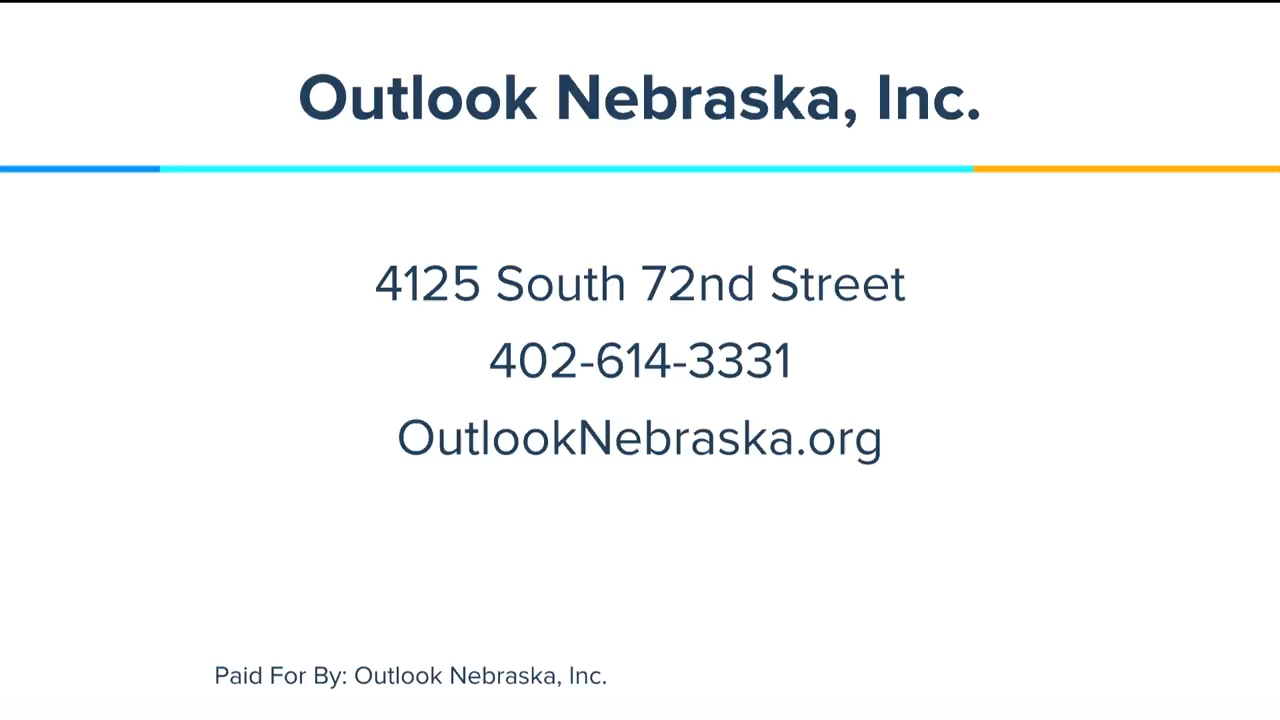 Outlook Nebraska, Inc.
4125 South 72nd Street
402-614-3331
OutlookNebraska.org
Paid For By: Outlook Nebraska, Inc.